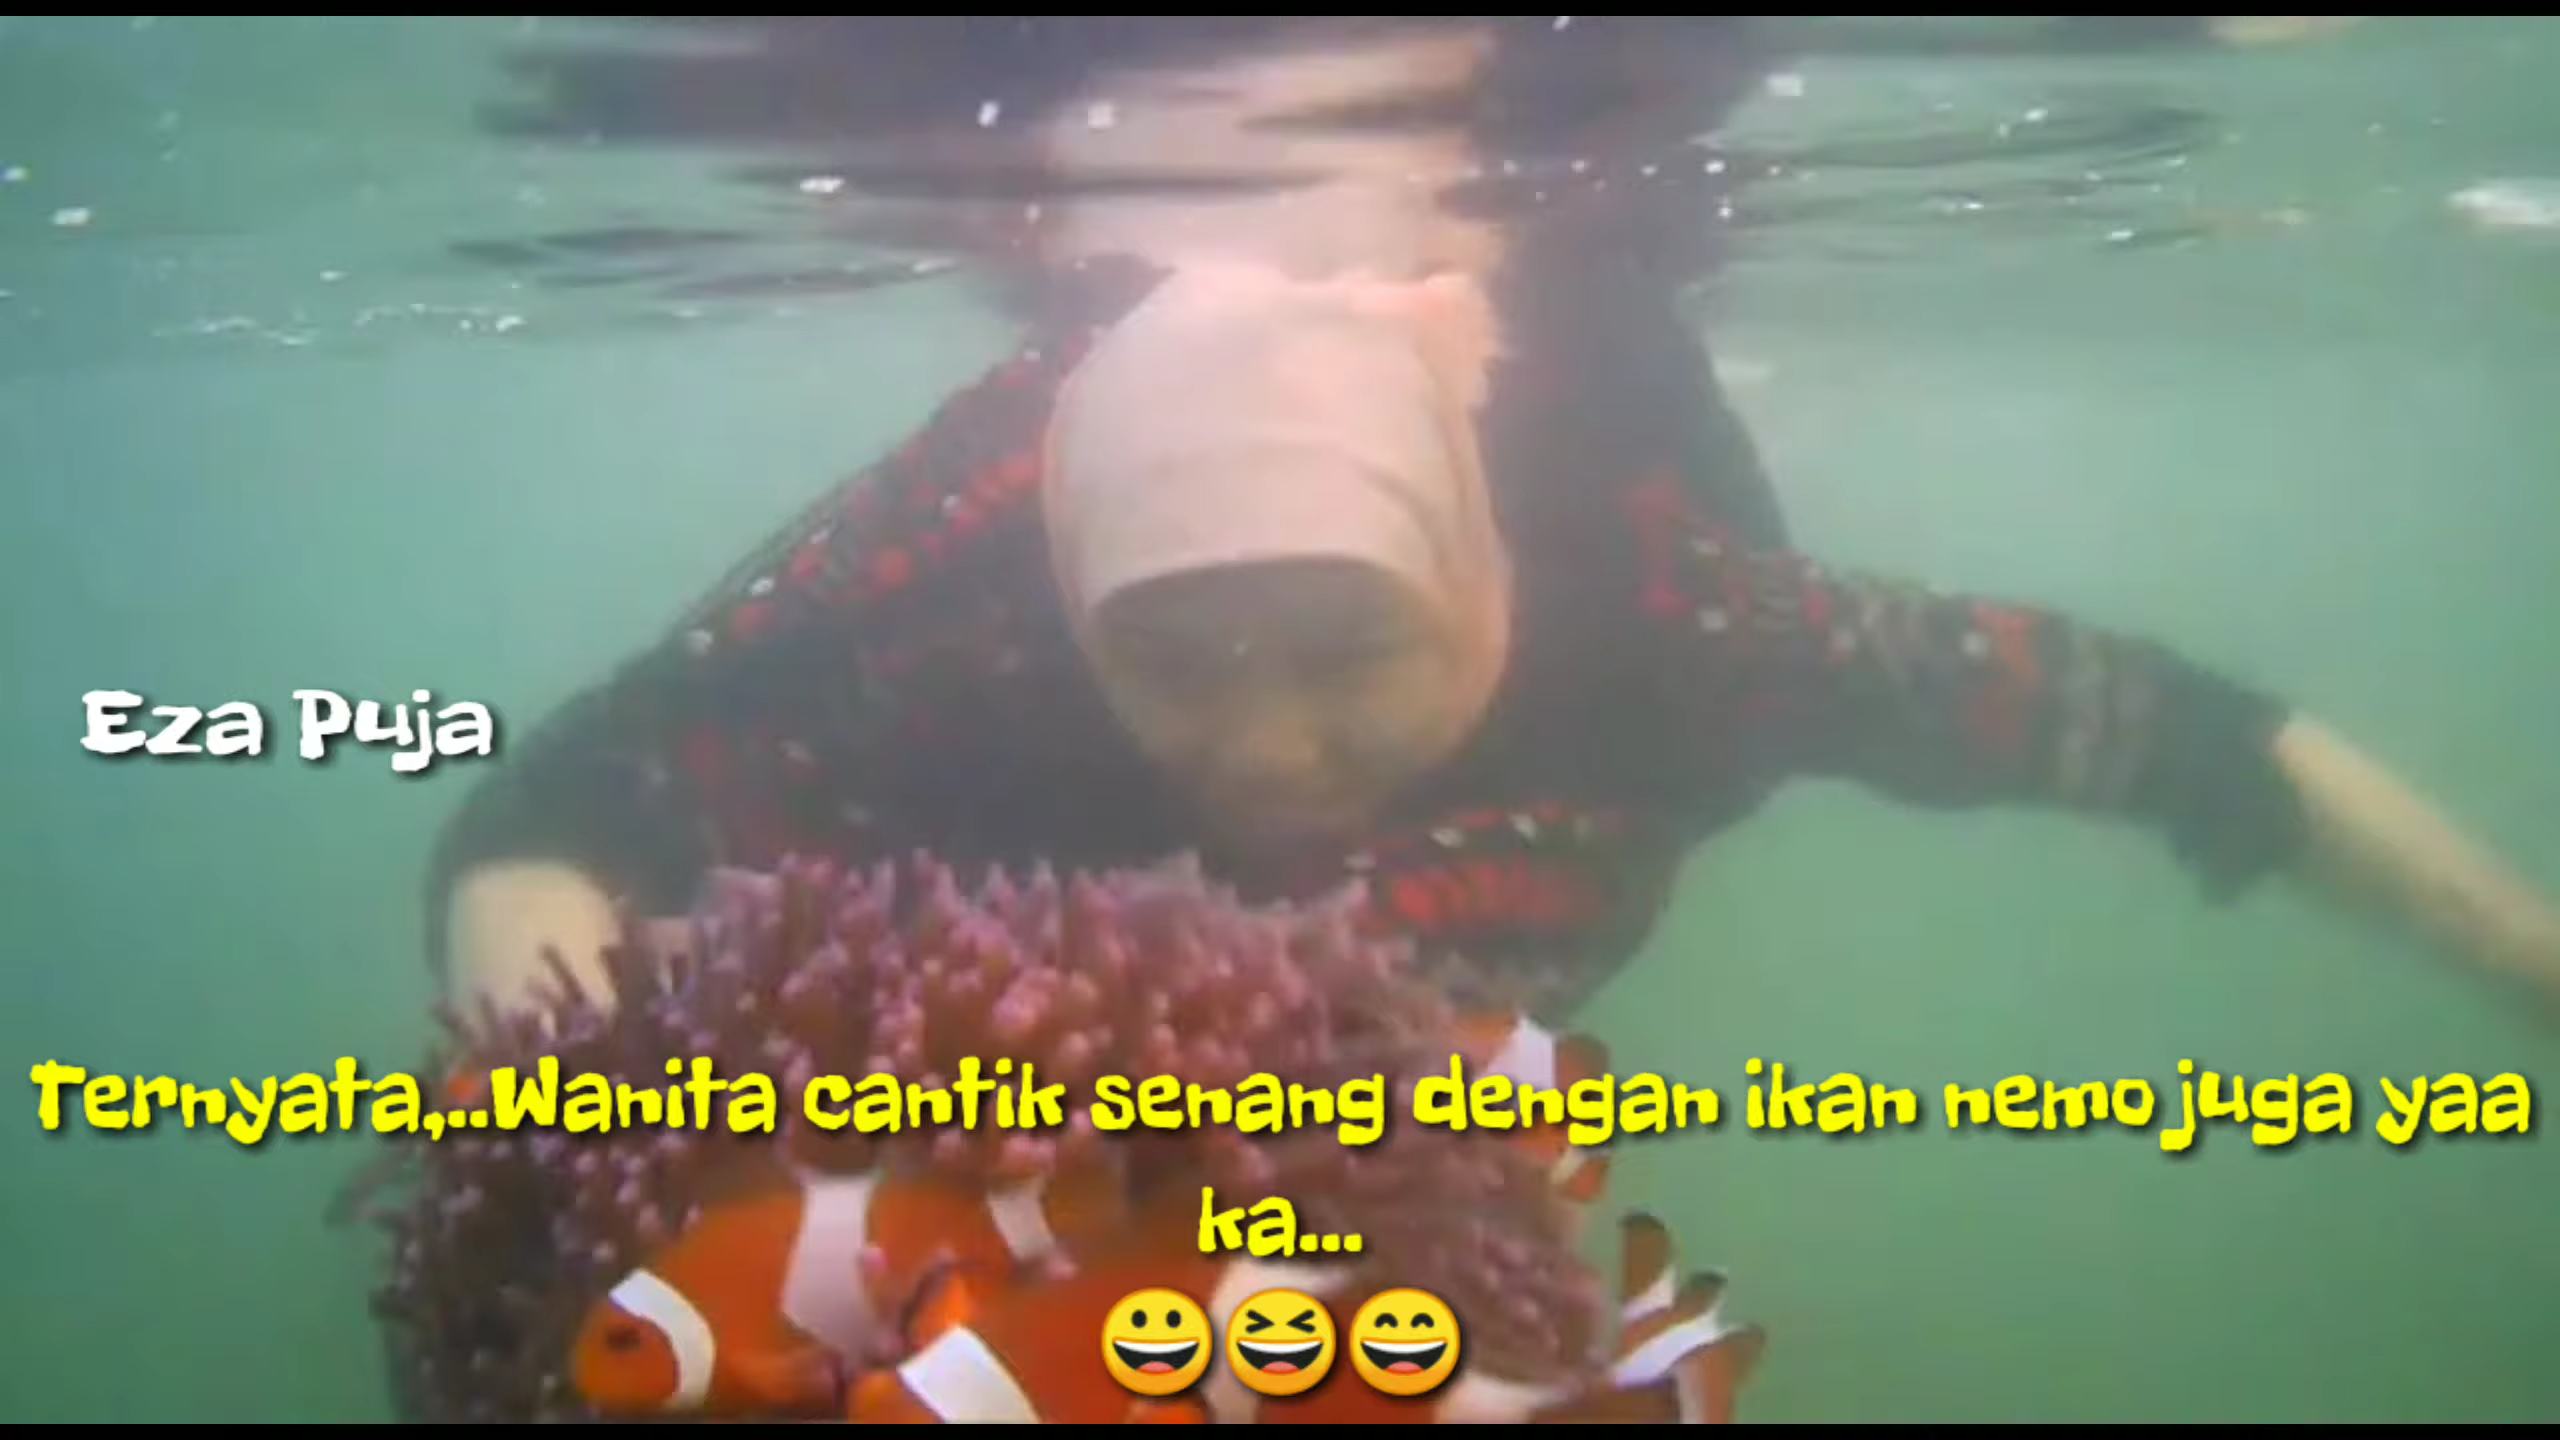 Eza Puja
Ternyata,..Wanita cantik senang dengan ikan nemo juga yaa
ka...
😀😆😄